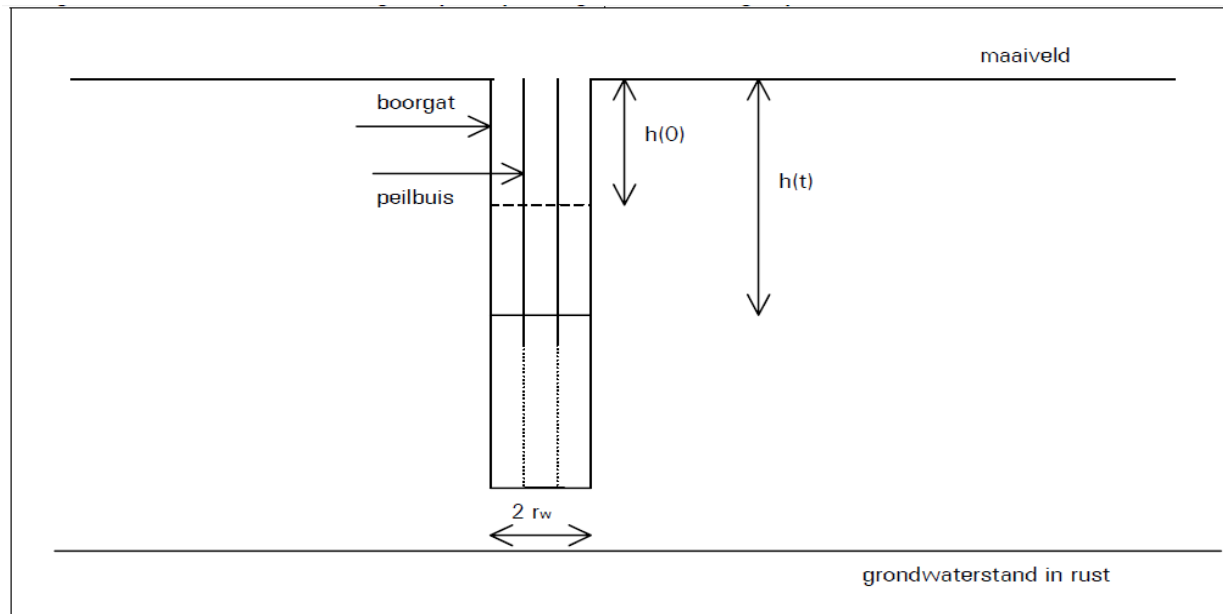 maaiveld
boorgat
h(0)
h(t)
peilbuis
2 rw
grondwaterstand in rust